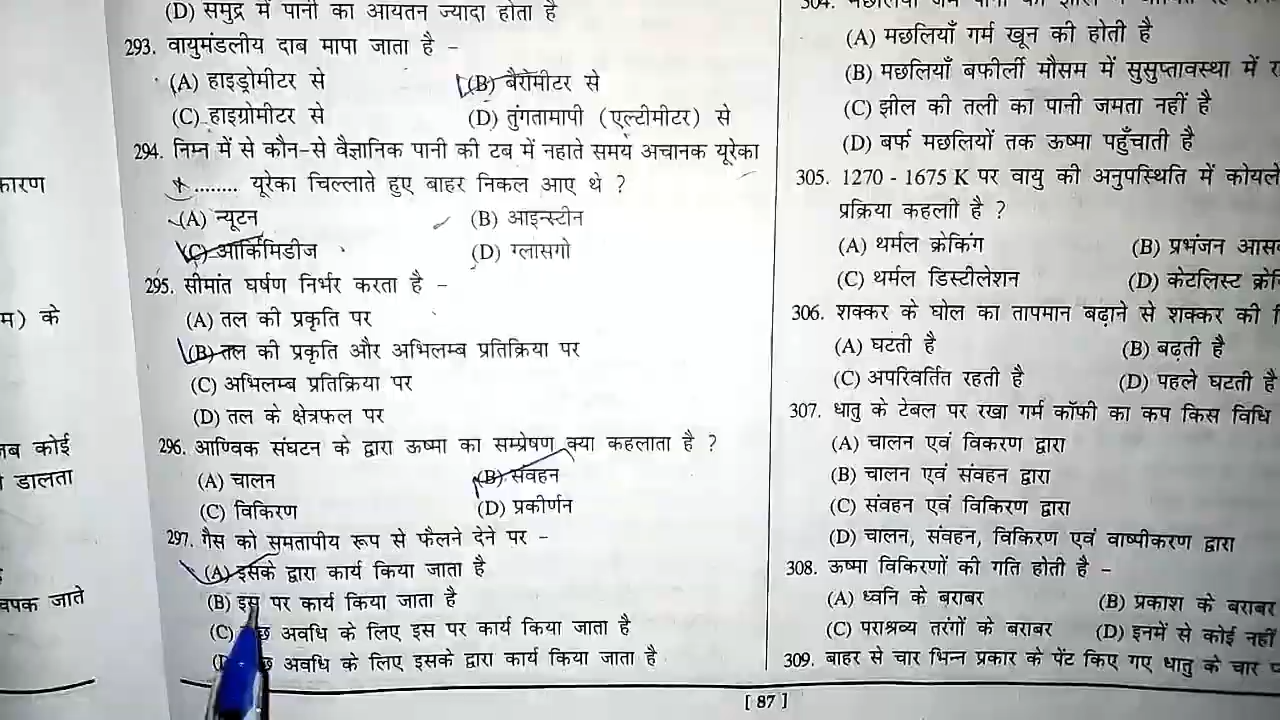 (D) समुद्र में पानी का आयतन ज्यादा होता है
293. वायुमंडलीय दाब मापा जाता है –
(A) हाइड्रोमीटर से (B) बैरोमीटर से
(C) हाइग्रोमीटर से (D) तुंगतामापी (एल्टीमीटर) से
294. निम्न में से कौन-से वैज्ञानिक पानी की टब में नहाते समय अचानक यूरेका
........ यूरेका चिल्लाते हुए बाहर निकल आए थे ?
(A) न्यूटन (B) आइन्स्टीन
(C) आर्किमिडीज (D) ग्लासगो
295. सीमांत घर्षण निर्भर करता है –
(A) तल की प्रकृति पर
(B) तल की प्रकृति और अभिलम्ब प्रतिक्रिया पर
(C) अभिलम्ब प्रतिक्रिया पर
(D) तल के क्षेत्रफल पर
296. आण्विक संघटन के द्वारा ऊष्मा का सम्प्रेषण क्या कहलाता है ?
(A) चालन (B) संवहन
(C) विकिरण (D) प्रकीर्णन
297. गैस को समतापीय रूप से फैलने देने पर –
(A) इसके द्वारा कार्य किया जाता है
(B) इस पर कार्य किया जाता है
(C) अवधि के लिए इस पर कार्य किया जाता है
अवधि के लिए इसके द्वारा कार्य किया जाता है
कारण
म) के
कोई
डालता
जाते
304.
(A) मछलियाँ गर्म खून की होती है
(B) मछलियाँ बर्फीली मौसम में सुसुप्तावस्था में
(C) झील की तली का पानी जमता नहीं है
(D) बर्फ मछलियों तक ऊष्मा पहुँचाती है
305. 1270 - 1675 K पर वायु की अनुपस्थिति में कोयले
प्रक्रिया कहलाी है ?
(A) थर्मल क्रेकिंग (B) प्रभंजन
(C) थर्मल डिस्टीलेशन (D) केटलिस्ट
306. शक्कर के घोल का तापमान बढ़ाने से शक्कर की
(A) घटती है (B) बढ़ती है
(C) अपरिवर्तित रहती है (D) पहले घटती है
307. धातु के टेबल पर रखा गर्म कॉफी का कप किस विधि
(A) चालन एवं विकरण द्वारा
(B) चालन एवं संवहन द्वारा
(C) संवहन एवं विकिरण द्वारा
(D) चालन, संवहन, विकिरण एवं वाष्पीकरण द्वारा
308. ऊष्मा विकिरणों की गति होती है –
(A) ध्वनि के बराबर (B) प्रकाश के बराबर
(C) पराश्रव्य तरंगों के बराबर (D) इनमें से कोई नहीं
309. बाहर से चार भिन्न प्रकार के पेंट किए गए धातु के चार
[ 87 ]